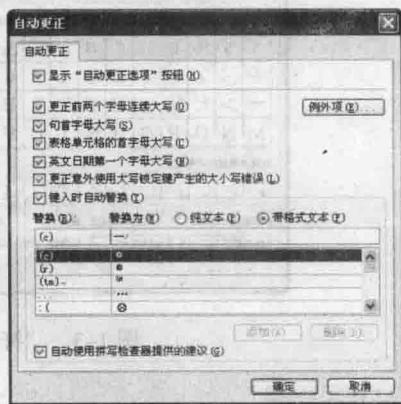 自动更正
自动更正
显示“自动更正选项”按钮(H)
更正前两个字母连续大写(O)
例外项(E)...
句首字母大写(S)
表格单元格的首字母大写(C)
英文日期第一个字母大写(N)
更正意外使用大写锁定键产生的大小写错误(L)
键入时自动替换(T)
替换(R): 替换为(W) 纯文本(P) 带格式文本(F)
(c)
(c) ©
(r) ®
(tm) ™
... …
:( ☹
添加(A) 删除(D)
自动使用拼写检查器提供的建议(G)
确定 取消